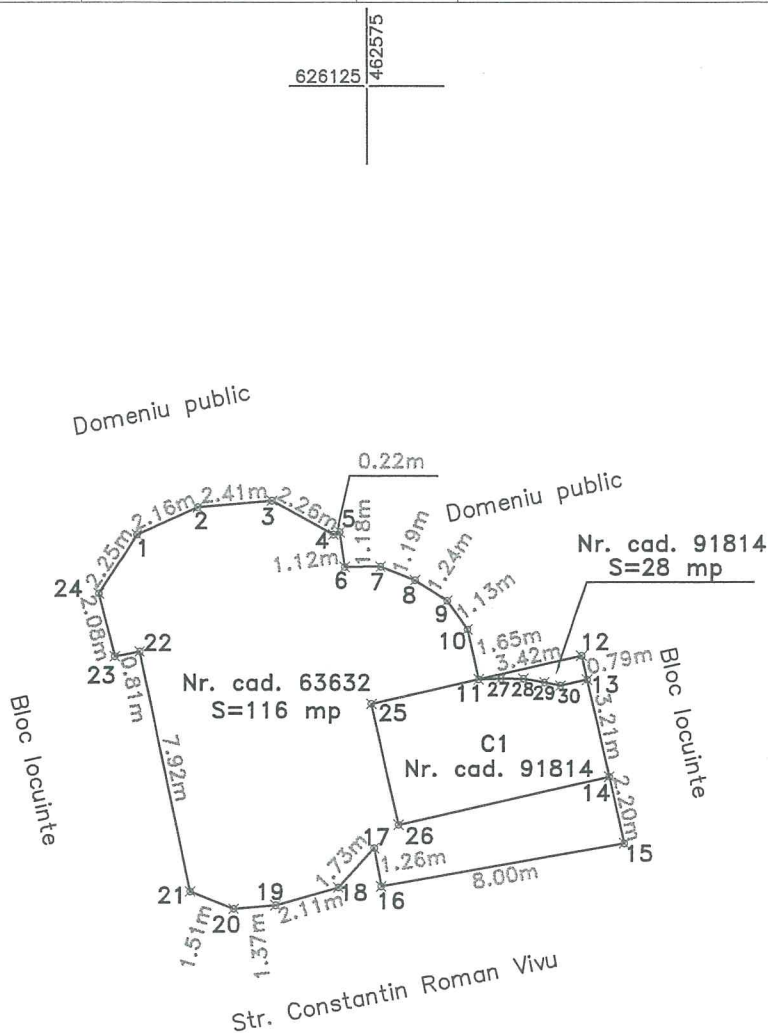 462575
626125
Domeniu public
0.22m
2.16m
2.41m
2.26m
5
3
2
4
1
Domeniu public
1.18m
1.19m
1.24m
1.12m
6
7
8
9
2.25m
24
1.13m
10
Nr. cad. 91814
S=28 mp
2.08m
22
23
0.81m
1.65m
3.42m
12
0.79m
13
11
27
28
29
30
Nr. cad. 63632
S=116 mp
25
3.21m
Bloc locuinte
Bloc locuinte
C1
Nr. cad. 91814
7.92m
14
2.20m
17
26
15
1.73m
1.26m
8.00m
21
19
18
16
20
2.11m
1.51m
1.37m
Str. Constantin Roman Vivu